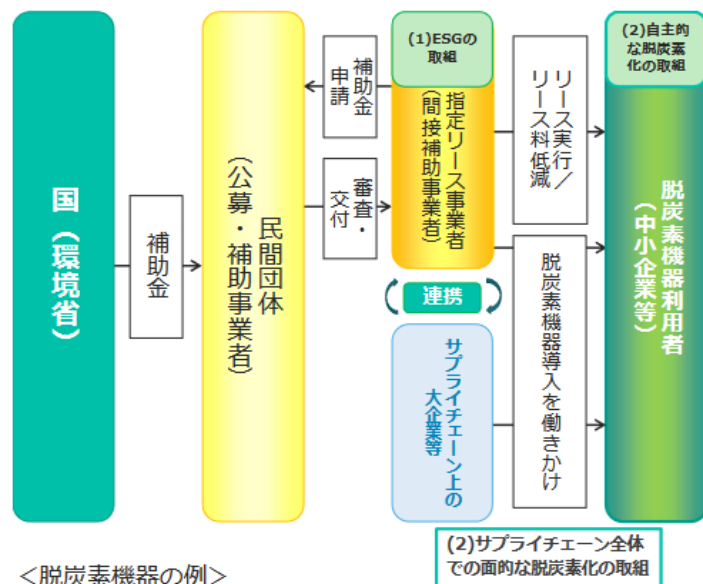 国（環境省）
補助金
民間団体
（公募・補助事業者）
補助金
申請
審査・
交付
(1)ESGの
取組
指定リース事業者
（間接補助事業者）
連携
サプライチェーン上の
大企業等
リース実行／
リース料低減
脱炭素機器導入を働きかけ
(2)自主的
な脱炭素
化の取組
脱炭素機器利用者
（中小企業等）
(2)サプライチェーン全体
での面的な脱炭素化の取組
＜脱炭素機器の例＞